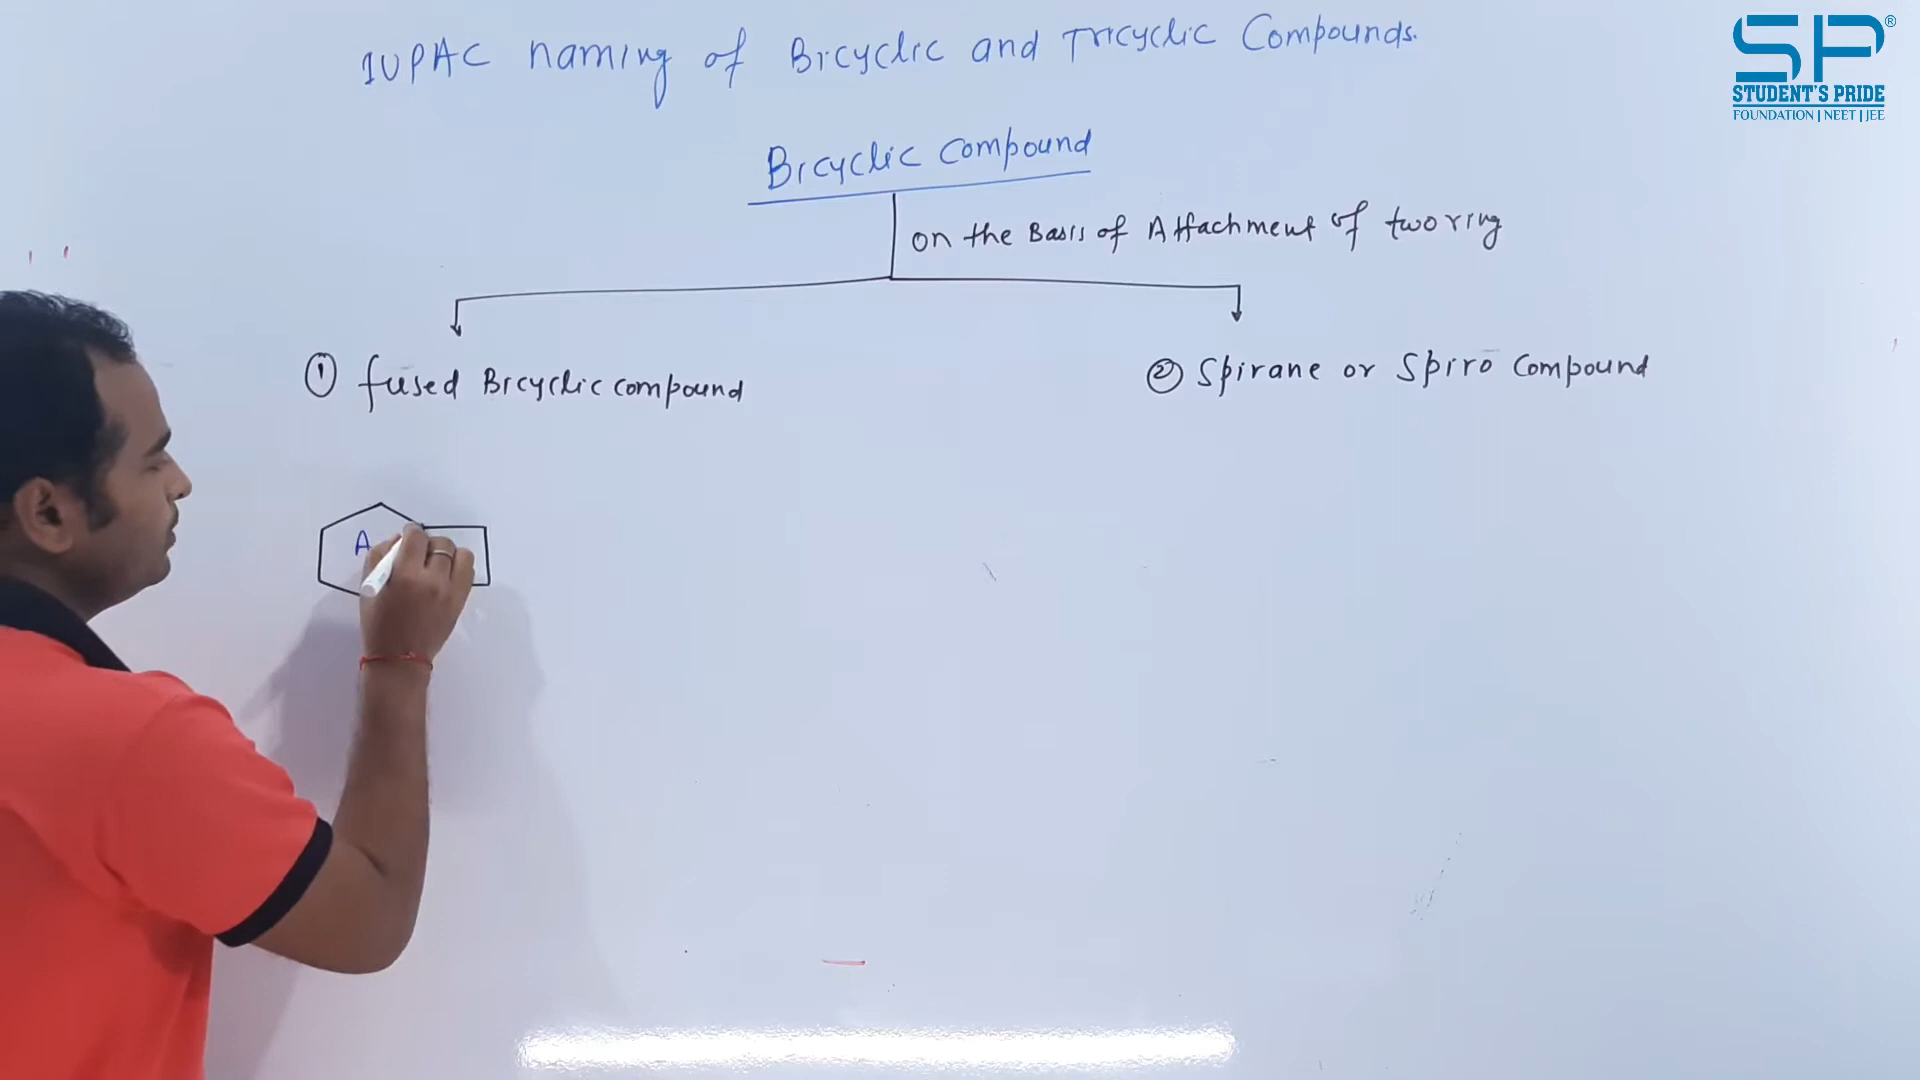 IUPAC naming of Bicyclic and Tricyclic Compounds.
SP®
STUDENT'S PRIDE
FOUNDATION | NEET | JEE
Bicyclic Compound
on the Basis of Attachment of two ring
① fused Bicyclic compound
② Spirane or Spiro Compound
A